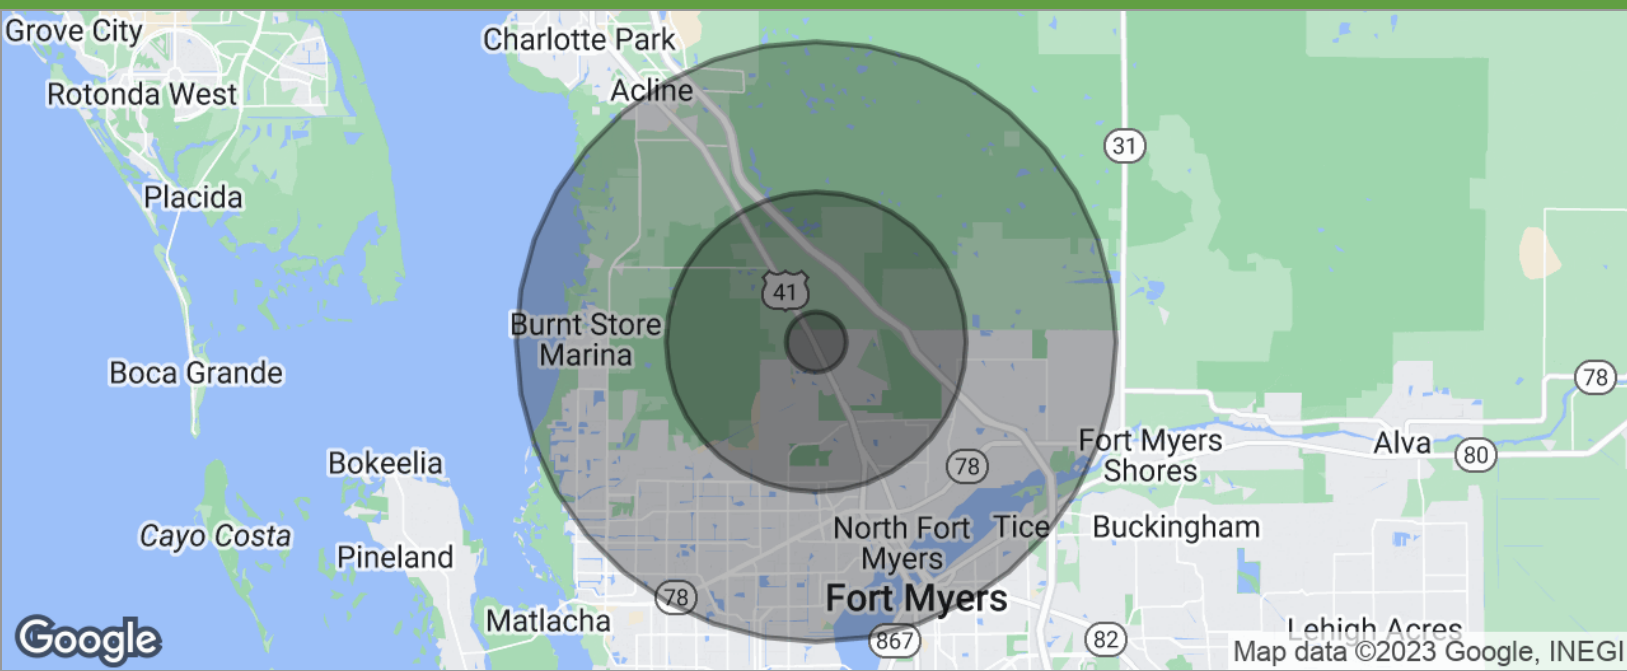 Grove City
Charlotte Park
Rotonda West
Acline
31
Placida
41
Burnt Store
Marina
Boca Grande
78
Fort Myers
Shores
Alva
80
Bokeelia
78
Cayo Costa
North Fort
Myers
Tice
Buckingham
Pineland
78
Fort Myers
Matlacha
867
82
Lehigh Acres
Google
Map data ©2023 Google, INEGI